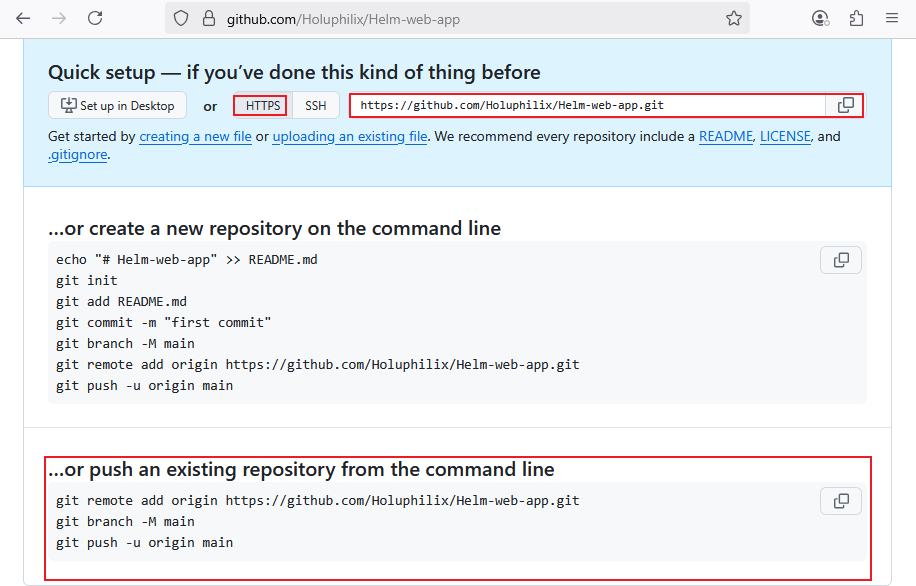 github.com/Holuphilix/Helm-web-app
Quick setup — if you’ve done this kind of thing before
Set up in Desktop or HTTPS SSH https://github.com/Holuphilix/Helm-web-app.git
Get started by creating a new file or uploading an existing file. We recommend every repository include a README, LICENSE, and
.gitignore.
…or create a new repository on the command line
echo "# Helm-web-app" >> README.md
git init
git add README.md
git commit -m "first commit"
git branch -M main
git remote add origin https://github.com/Holuphilix/Helm-web-app.git
git push -u origin main
…or push an existing repository from the command line
git remote add origin https://github.com/Holuphilix/Helm-web-app.git
git branch -M main
git push -u origin main